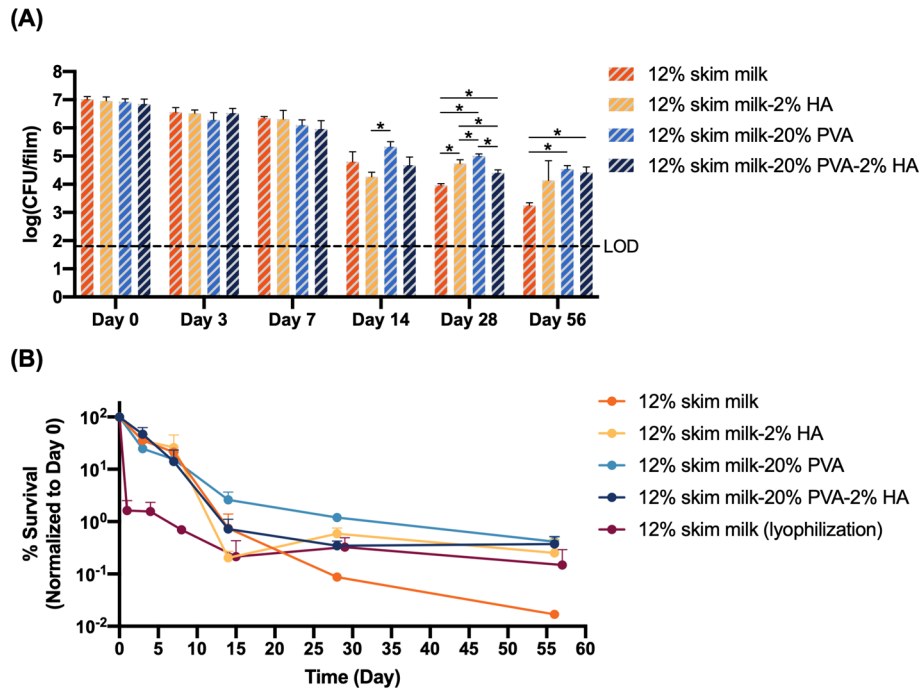 (A)
log(CFU/film)
8
7
6
5
4
3
2
1
0
LOD
Day 0 Day 3 Day 7 Day 14 Day 28 Day 56
* * * * * * * * *
12% skim milk
12% skim milk-2% HA
12% skim milk-20% PVA
12% skim milk-20% PVA-2% HA
(B)
% Survival
(Normalized to Day 0)
10²
10¹
10⁰
10⁻¹
10⁻²
0 5 10 15 20 25 30 35 40 45 50 55 60
Time (Day)
12% skim milk
12% skim milk-2% HA
12% skim milk-20% PVA
12% skim milk-20% PVA-2% HA
12% skim milk (lyophilization)